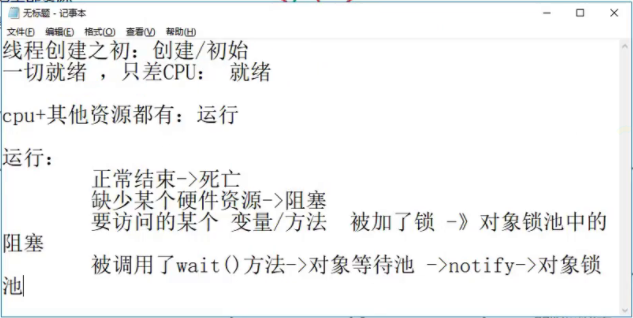 无标题 - 记事本
文件(F) 编辑(E) 格式(O) 查看(V) 帮助(H)
线程创建之初：创建/初始
一切就绪 ，只差CPU： 就绪
cpu+其他资源都有：运行
运行：
正常结束->死亡
缺少某个硬件资源->阻塞
要访问的某个 变量/方法 被加了锁 -》对象锁池中的
阻塞
被调用了wait()方法->对象等待池 ->notify->对象锁
池